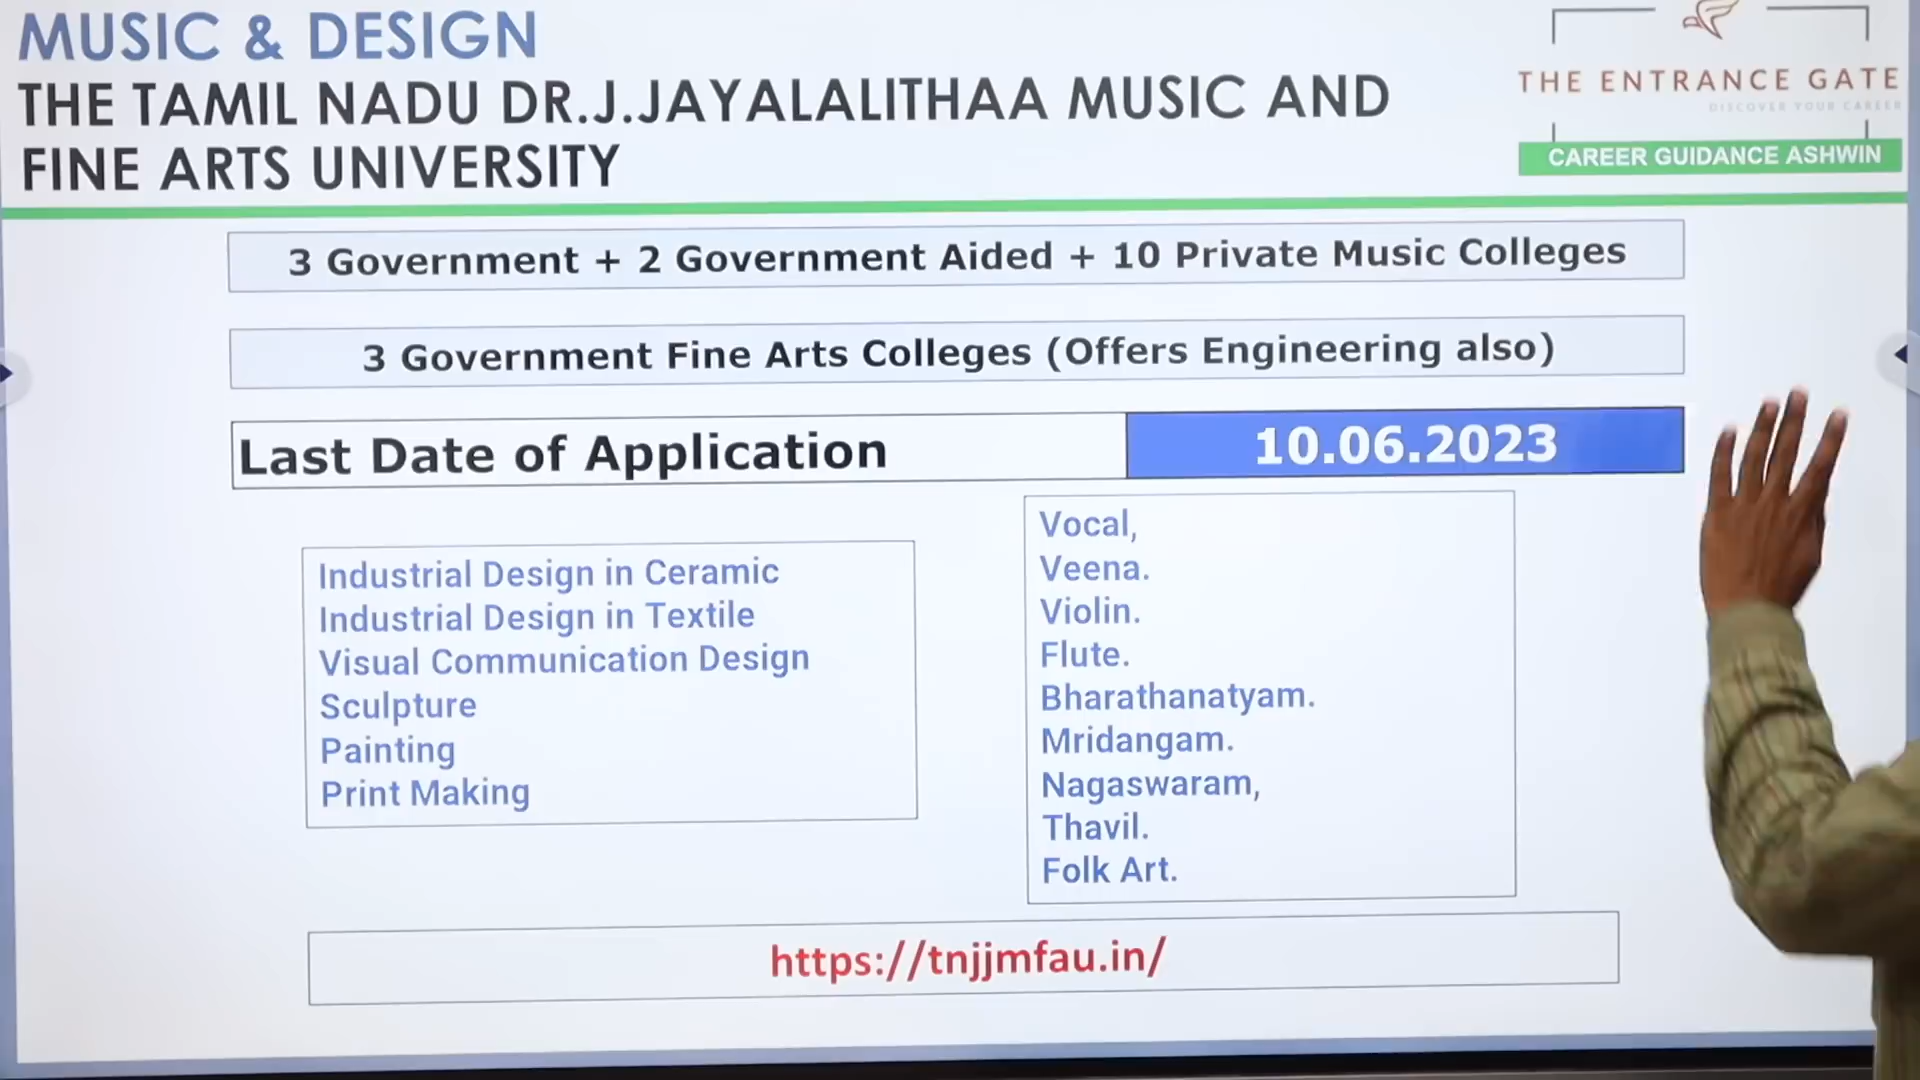 MUSIC & DESIGN
THE TAMIL NADU DR.J.JAYALALITHAA MUSIC AND
FINE ARTS UNIVERSITY
THE ENTRANCE GATE
DISCOVER YOUR CAREER
CAREER GUIDANCE ASHWIN
3 Government + 2 Government Aided + 10 Private Music Colleges
3 Government Fine Arts Colleges (Offers Engineering also)
Last Date of Application
10.06.2023
Industrial Design in Ceramic
Industrial Design in Textile
Visual Communication Design
Sculpture
Painting
Print Making
Vocal,
Veena.
Violin.
Flute.
Bharathanatyam.
Mridangam.
Nagaswaram,
Thavil.
Folk Art.
https://tnjjmfau.in/